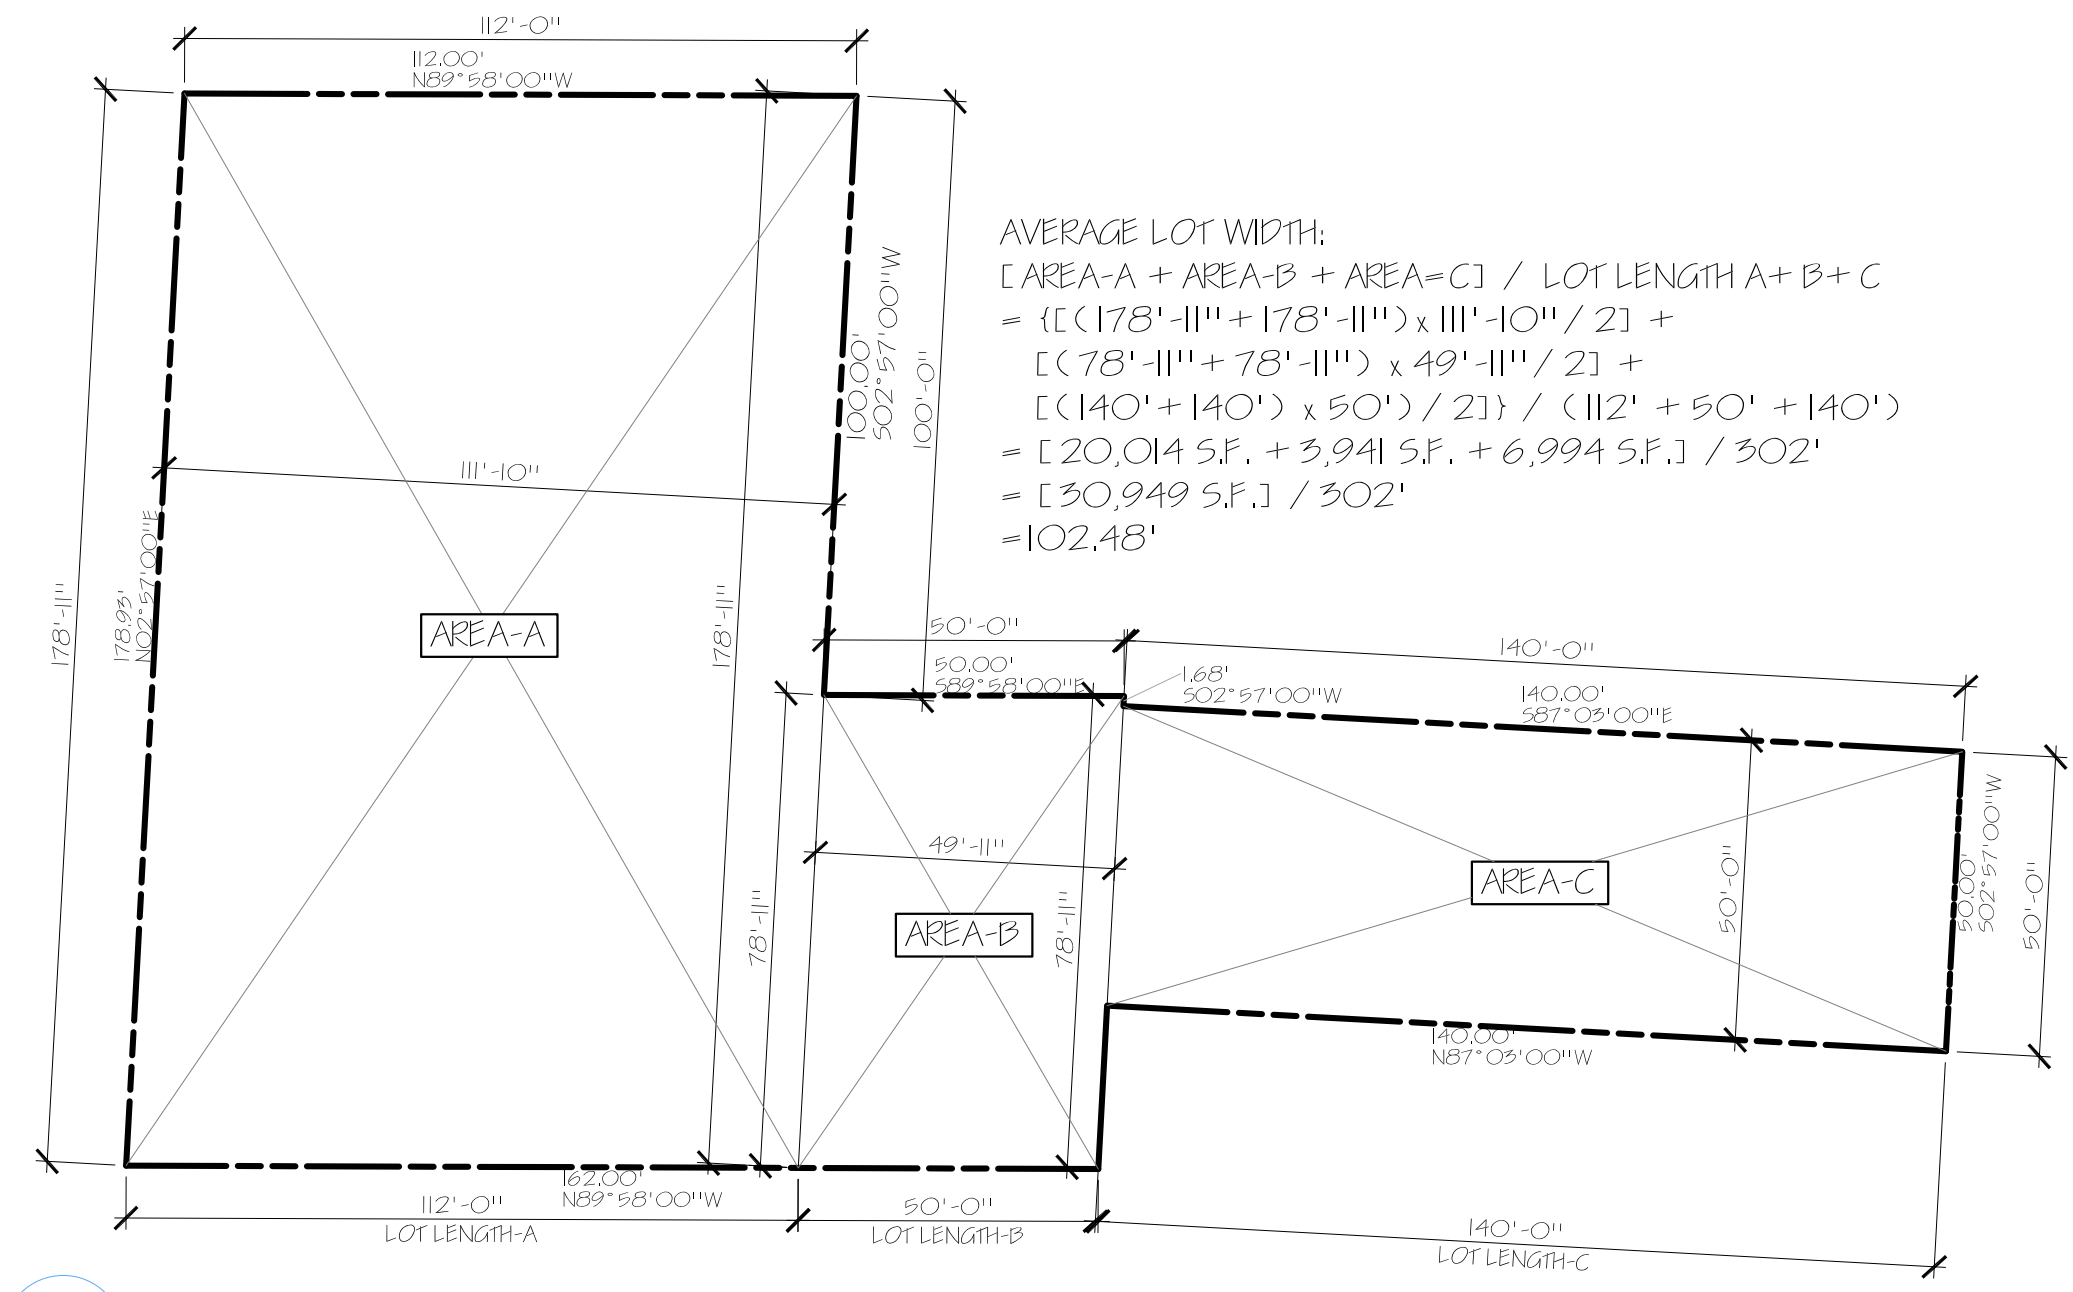 112'-0"
112.00'
N89°58'00"W
AVERAGE LOT WIDTH:
[AREA-A + AREA-B + AREA=C] / LOT LENGTH A+B+C
= {[(178'-11"+178'-11")x111'-10"/2] +
[(78'-11"+78'-11") x 49'-11"/2] +
[(140'+140') x 50')/2]} / (112' + 50' +140')
= [20,014 S.F. +3,941 S.F. +6,994 S.F.] /302'
= [30,949 S.F.] /302'
=102.48'
100.00'
S02°57'00"W
100'-0"
111'-10"
178'-11"
178.93'
N02°57'00"E
178'-11"
AREA-A
50'-0"
50.00'
S89°58'00"E
1.68'
S02°57'00"W
140'-0"
140.00'
S87°03'00"E
49'-11"
78'-11"
78'-11"
AREA-B
AREA-C
50'-0"
50.00'
S02°57'00"W
50'-0"
140.00'
N87°03'00"W
162.00'
N89°58'00"W
112'-0"
LOT LENGTH-A
50'-0"
LOT LENGTH-B
140'-0"
LOT LENGTH-C